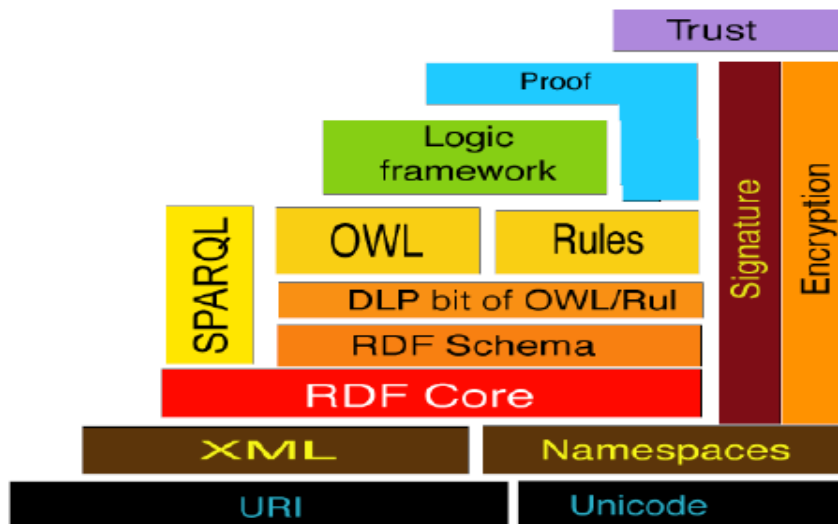 Trust
Proof
Logic
framework
SPARQL
OWL
Rules
Signature
Encryption
DLP bit of OWL/Rul
RDF Schema
RDF Core
XML
Namespaces
URI
Unicode